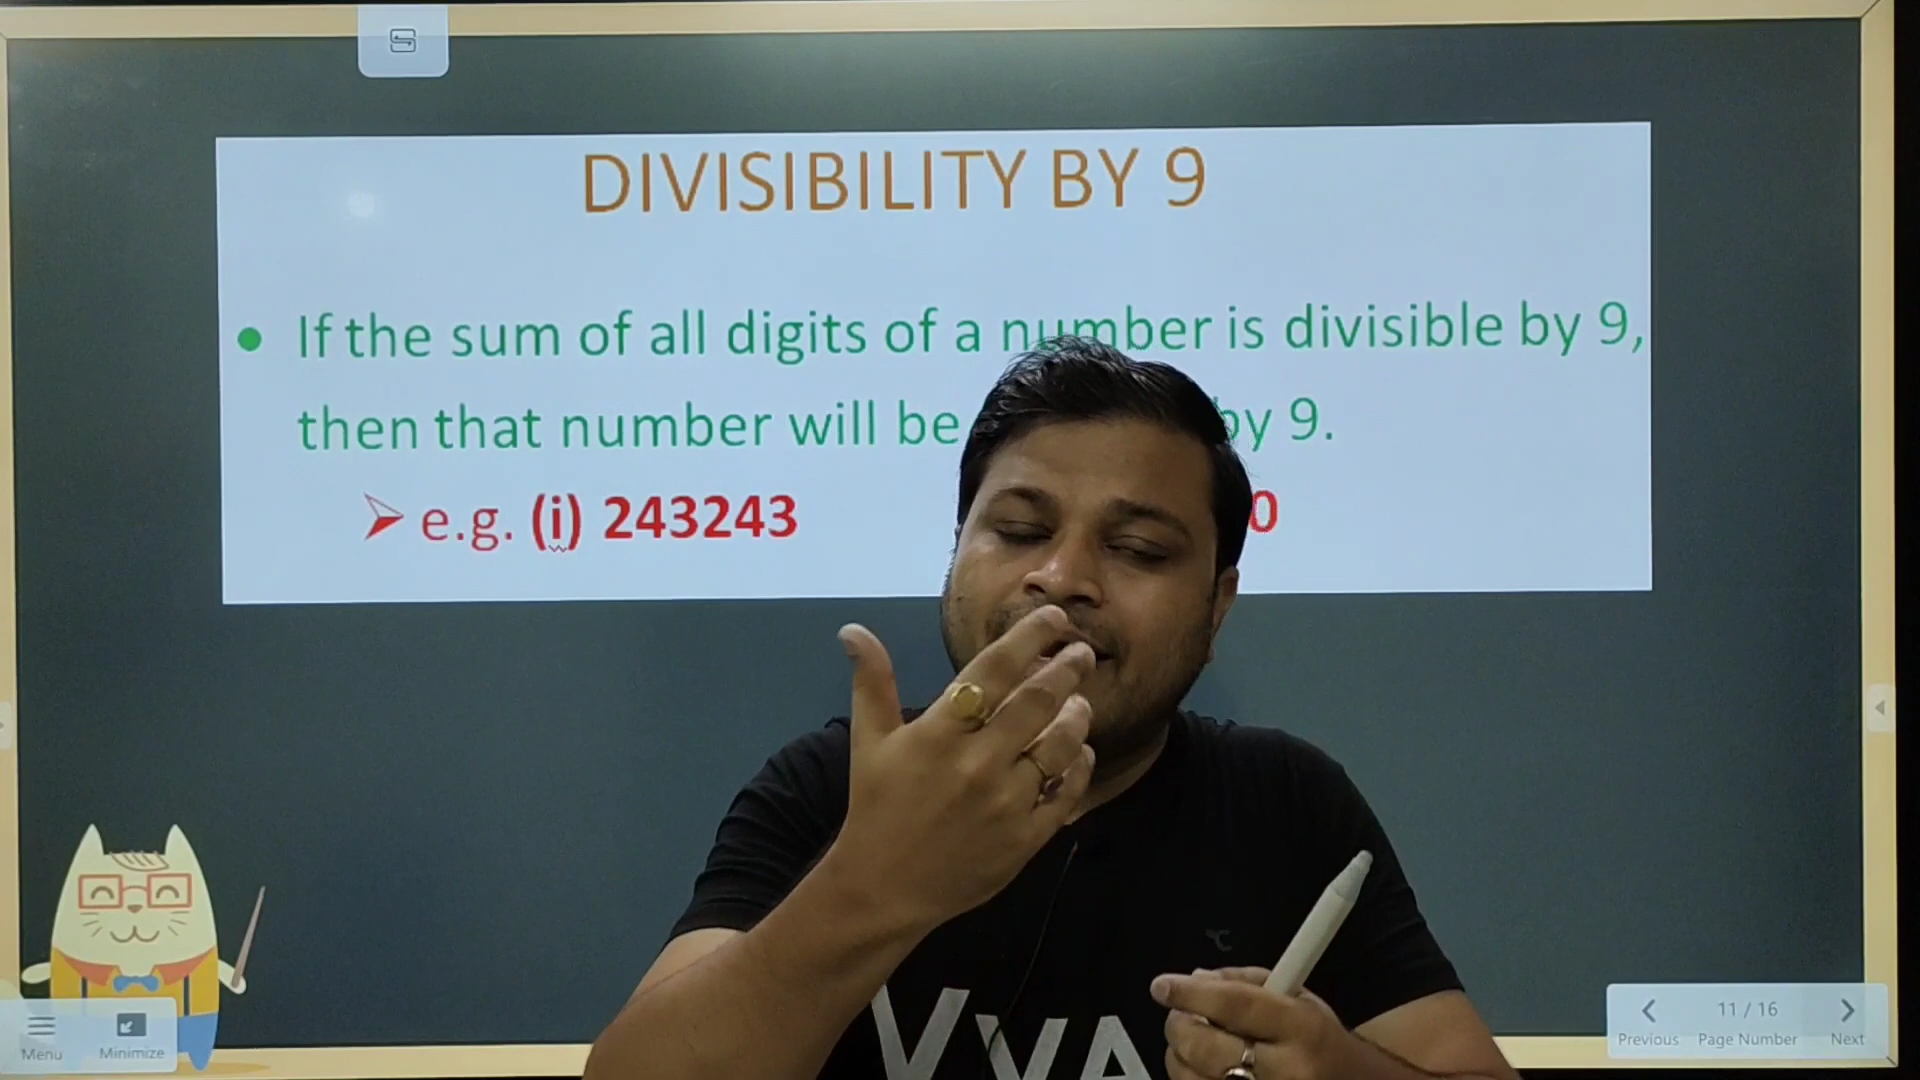 DIVISIBILITY BY 9
• If the sum of all digits of a number is divisible by 9,
then that number will be by 9.
➢ e.g. (i) 243243 0
Menu Minimize
11 / 16
Previous Page Number Next